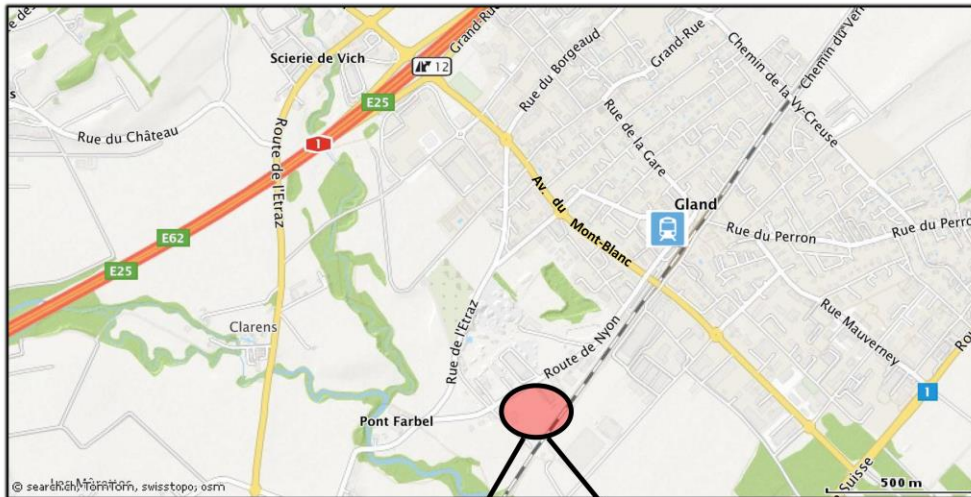 Grand-Rue
Scierie de Vich
12
E25
Rue du Château
Route de l'Etraz
1
E62
E25
Clarens
Rue du Borgeaud
Grand-Rue
Rue de la Gare
Chemin de la Vy-Creuse
Chemin du Ver
Av. du Mont-Blanc
Gland
Rue du Perron
Rue du Perro
Rue Mauverney
Rue de l'Etraz
Route de Nyon
Pont Farbel
1
Suisse
500 m
© search.ch, TomTom, swisstopo, osm